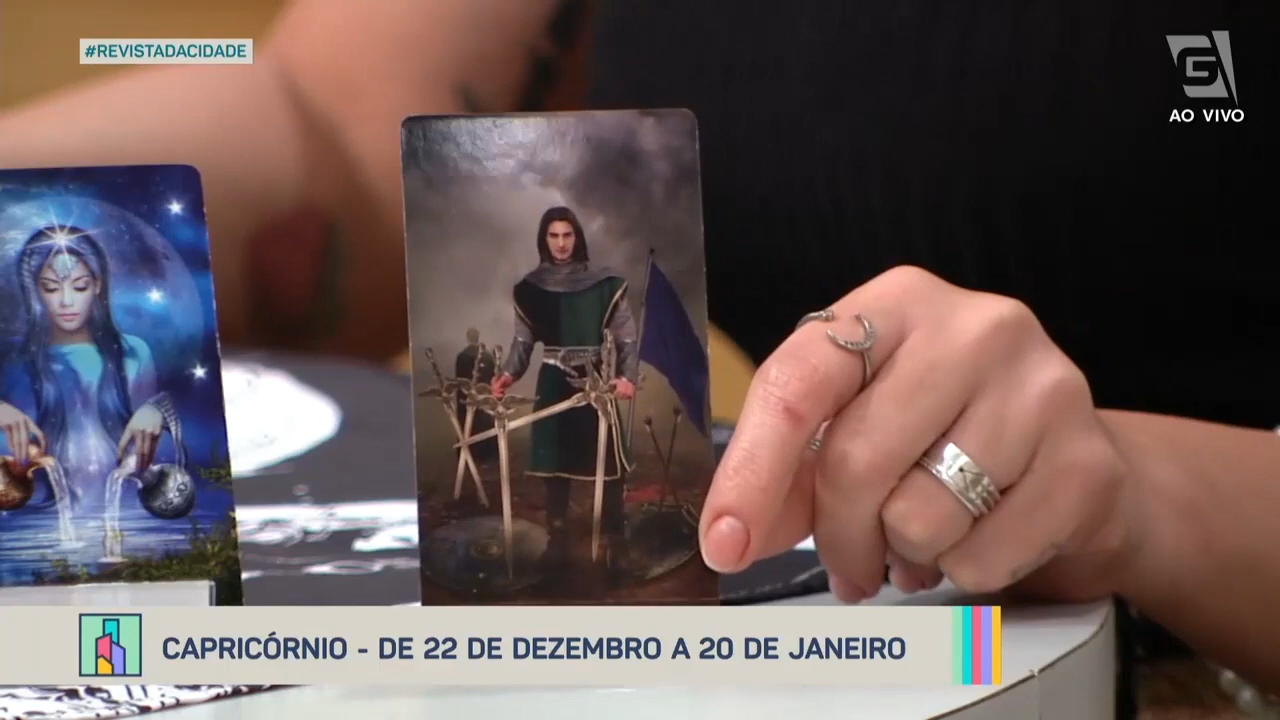 #REVISTADACIDADE
G
AO VIVO
CAPRICÓRNIO - DE 22 DE DEZEMBRO A 20 DE JANEIRO